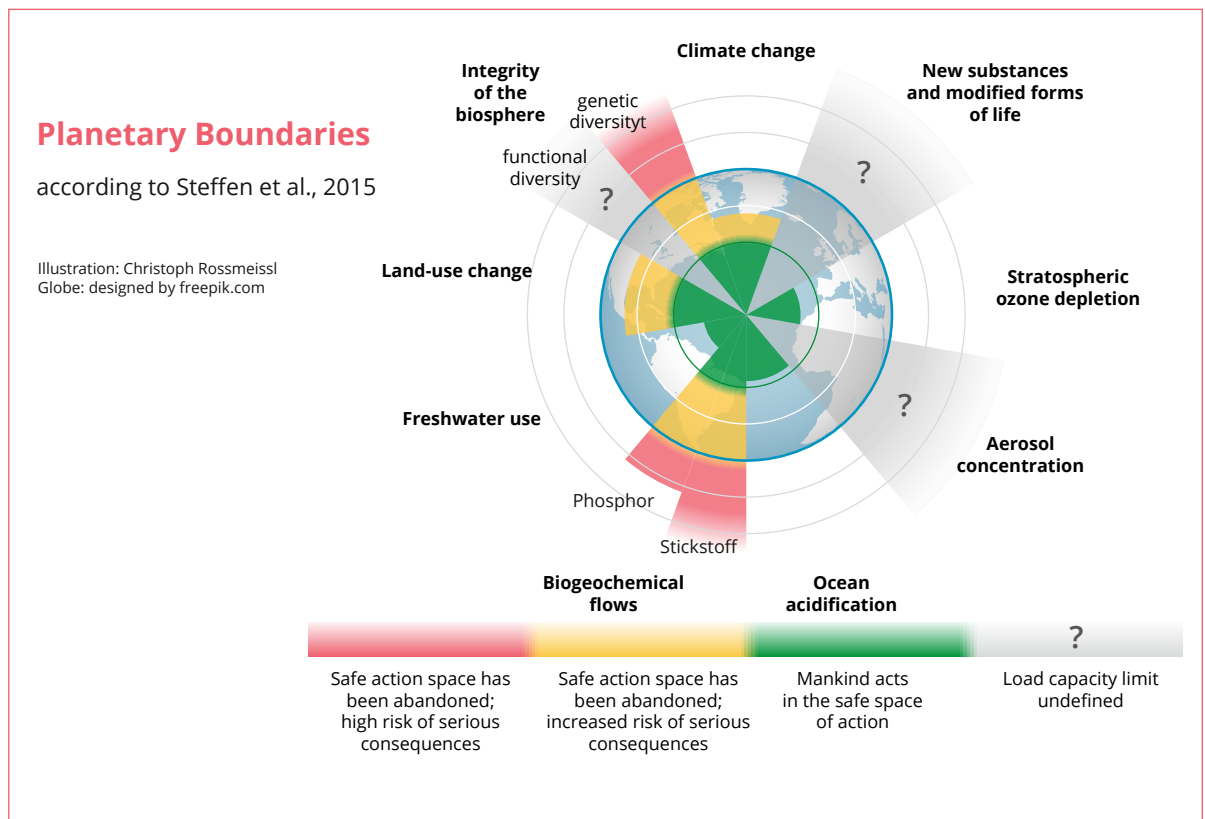 Planetary Boundaries
according to Steffen et al., 2015
Illustration: Christoph Rossmeissl
Globe: designed by freepik.com
Climate change
New substances
and modified forms
of life
Integrity
of the
biosphere
genetic
diversityt
functional
diversity
?
?
Land-use change
Stratospheric
ozone depletion
Freshwater use
?
Aerosol
concentration
Phosphor
Stickstoff
Biogeochemical
flows
Ocean
acidification
?
Safe action space has
been abandoned;
high risk of serious
consequences
Safe action space has
been abandoned;
increased risk of serious
consequences
Mankind acts
in the safe space
of action
Load capacity limit
undefined